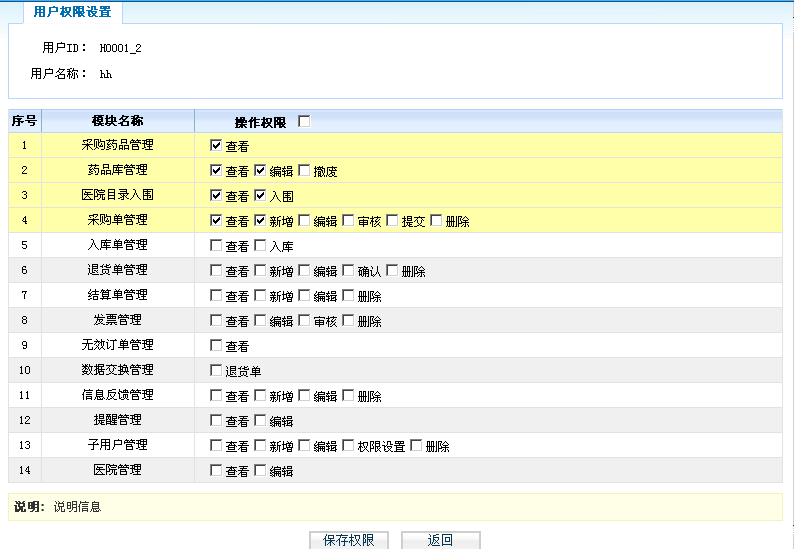 用户权限设置
用户ID： H0001_2
用户名称： hh
序号 模块名称 操作权限
1 采购药品管理 查看
2 药品库管理 查看 编辑 撤废
3 医院目录入围 查看 入围
4 采购单管理 查看 新增 编辑 审核 提交 删除
5 入库单管理 查看 入库
6 退货单管理 查看 新增 编辑 确认 删除
7 结算单管理 查看 新增 编辑 删除
8 发票管理 查看 编辑 审核 删除
9 无效订单管理 查看
10 数据交换管理 退货单
11 信息反馈管理 查看 新增 编辑 删除
12 提醒管理 查看 编辑
13 子用户管理 查看 新增 编辑 权限设置 删除
14 医院管理 查看 编辑
说明： 说明信息
保存权限 返回